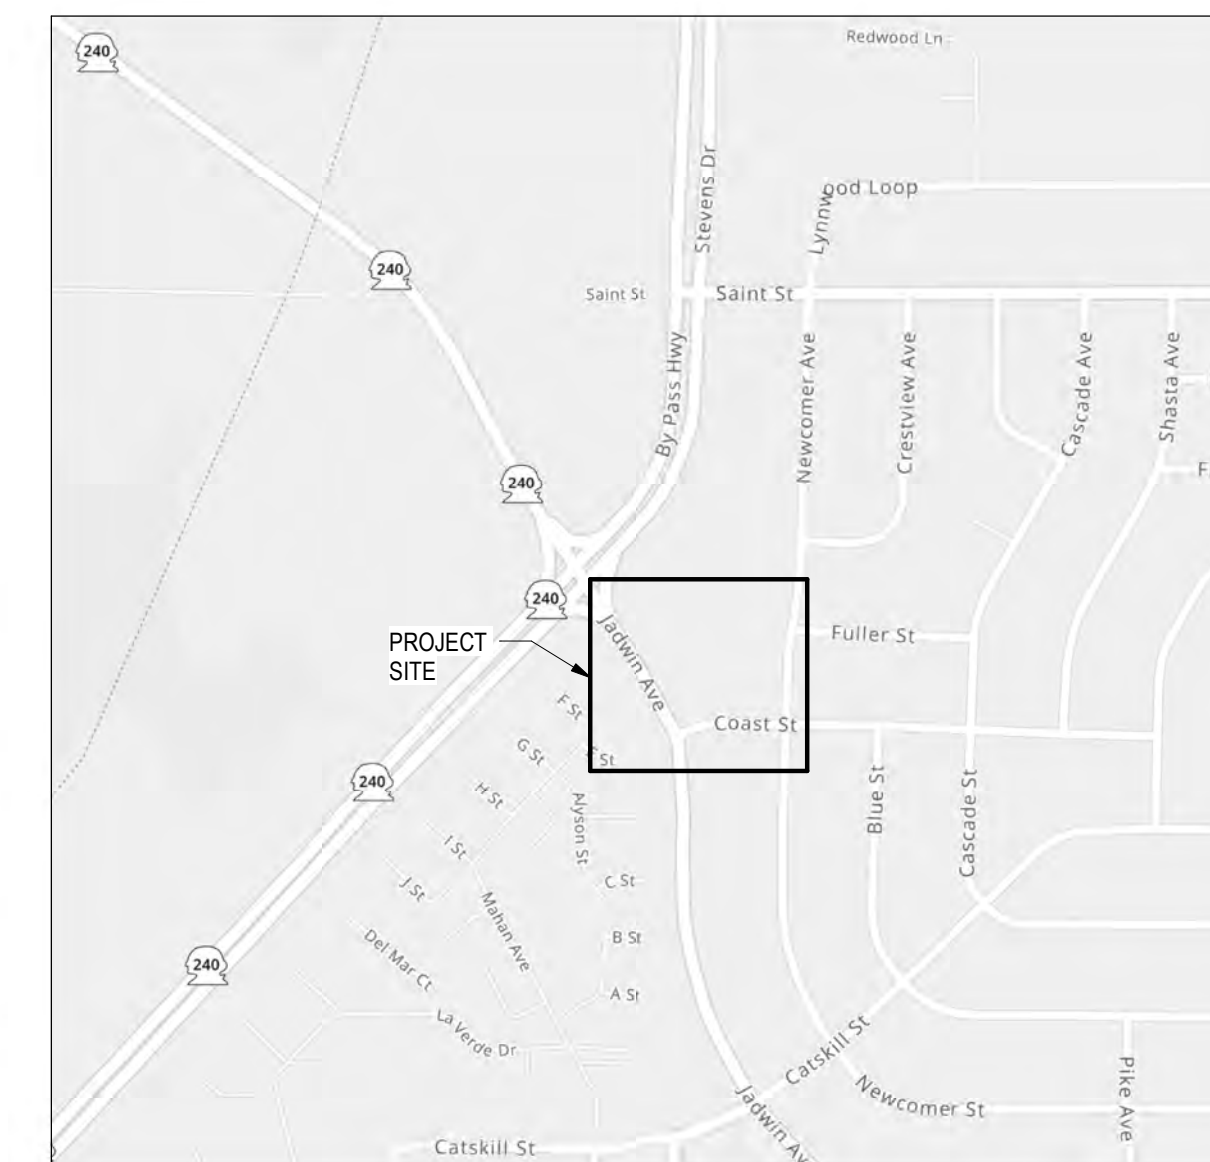 240
Redwood Ln
Stevens Dr
Lynnwood Loop
240
Saint St
Saint St
By Pass Hwy
Newcomer Ave
Crestview Ave
Cascade Ave
Shasta Ave
F
240
240
PROJECT
SITE
Jadwin Ave
Fuller St
F St
Coast St
G St
St
240
H St
Alyson St
Blue St
Cascade St
I St
J St
C St
Mahan Ave
B St
Del Mar Ct
240
A St
La Verde Dr
Catskill St
Newcomer St
Pike Ave
Jadwin Av
Catskill St